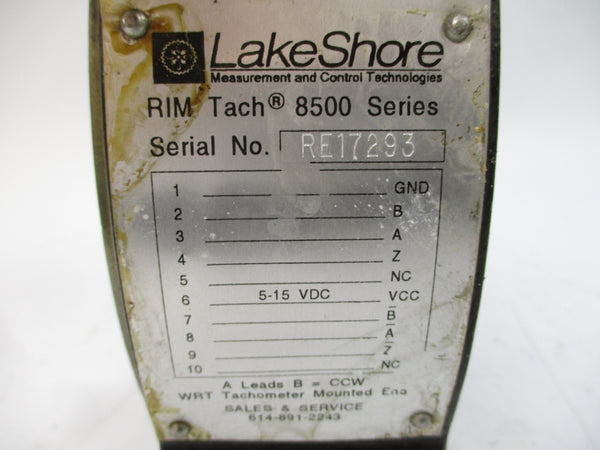 LakeShore
Measurement and Control Technologies
RIM Tach® 8500 Series
Serial No. RE17293
1 GND
2 B
3 A
4 Z
5 NC
6 5-15 VDC VCC
7 B̅
8 A̅
9 Z̅
10 NC
A Leads B = CCW
WRT Tachometer Mounted End
SALES & SERVICE
614-891-2243